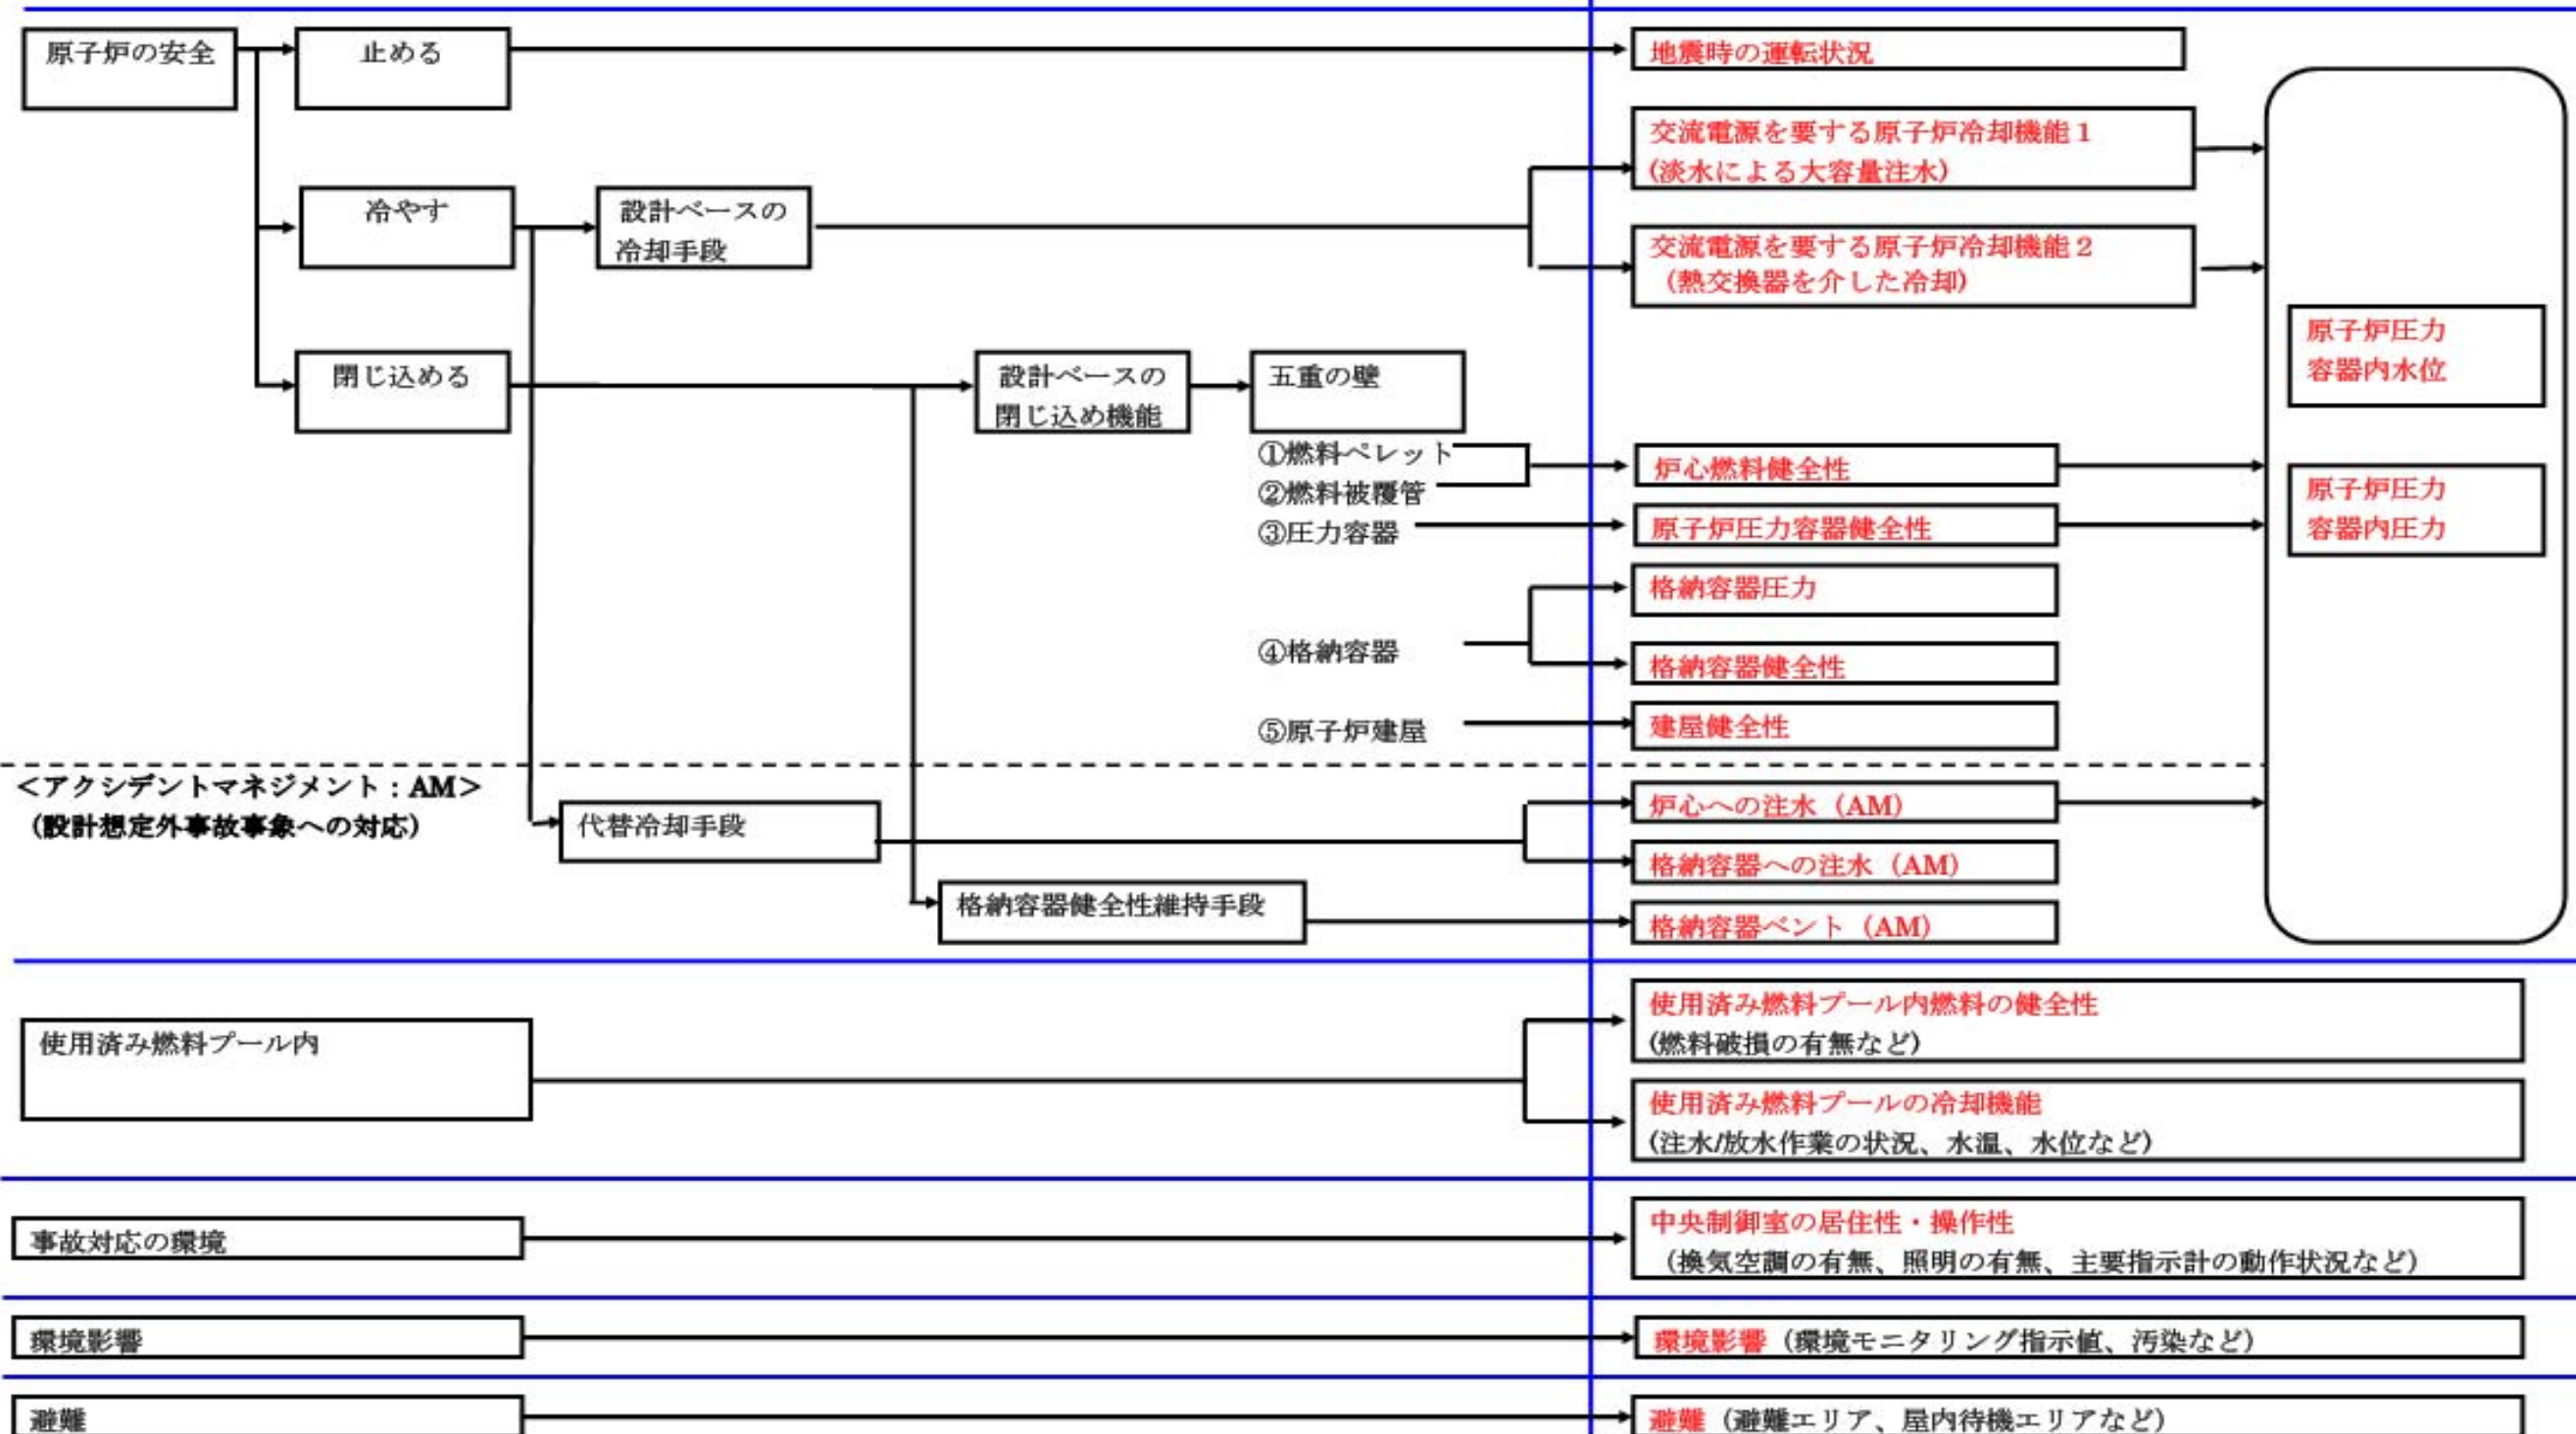 原子炉の安全
止める
地震時の運転状況
交流電源を要する原子炉冷却機能１
(淡水による大容量注水)
冷やす
設計ベースの
冷却手段
交流電源を要する原子炉冷却機能２
（熱交換器を介した冷却）
原子炉圧力
容器内水位
閉じ込める
設計ベースの
閉じ込め機能
五重の壁
①燃料ペレット
②燃料被覆管
③圧力容器
④格納容器
⑤原子炉建屋
炉心燃料健全性
原子炉圧力容器健全性
格納容器圧力
格納容器健全性
建屋健全性
原子炉圧力
容器内圧力
＜アクシデントマネジメント：AM＞
（設計想定外事故事象への対応）
代替冷却手段
炉心への注水（AM）
格納容器への注水（AM）
格納容器健全性維持手段
格納容器ベント（AM）
使用済み燃料プール内
使用済み燃料プール内燃料の健全性
(燃料破損の有無など)
使用済み燃料プールの冷却機能
(注水/放水作業の状況、水温、水位など)
事故対応の環境
中央制御室の居住性・操作性
（換気空調の有無、照明の有無、主要指示計の動作状況など）
環境影響
環境影響（環境モニタリング指示値、汚染など）
避難
避難（避難エリア、屋内待機エリアなど）